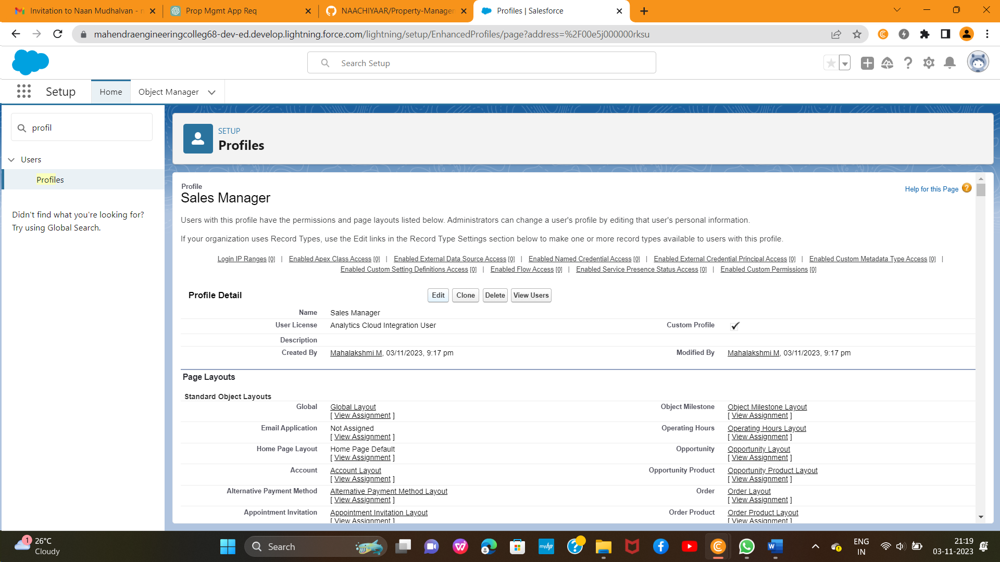 Invitation to Naan Mudhalvan - n
Prop Mgmt App Req
NAACHIYAAR/Property-Managem
Profiles | Salesforce
mahendraengineeringcolleg68-dev-ed.develop.lightning.force.com/lightning/setup/EnhancedProfiles/page?address=%2F00e5j000000rksu
Search Setup
Setup
Home
Object Manager
profil
Users
Profiles
Didn't find what you're looking for?
Try using Global Search.
SETUP
Profiles
Profile
Sales Manager
Help for this Page
Users with this profile have the permissions and page layouts listed below. Administrators can change a user's profile by editing that user's personal information.
If your organization uses Record Types, use the Edit links in the Record Type Settings section below to make one or more record types available to users with this profile.
Login IP Ranges [0] | Enabled Apex Class Access [0] | Enabled External Data Source Access [0] | Enabled Named Credential Access [0] | Enabled External Credential Principal Access [0] | Enabled Custom Metadata Type Access [0] |
Enabled Custom Setting Definitions Access [0] | Enabled Flow Access [0] | Enabled Service Presence Status Access [0] | Enabled Custom Permissions [0]
Profile Detail
Edit Clone Delete View Users
Name Sales Manager
User License Analytics Cloud Integration User Custom Profile
Description
Created By Mahalakshmi M, 03/11/2023, 9:17 pm Modified By Mahalakshmi M, 03/11/2023, 9:17 pm
Page Layouts
Standard Object Layouts
Global Global Layout Object Milestone Object Milestone Layout
[ View Assignment ] [ View Assignment ]
Email Application Not Assigned Operating Hours Operating Hours Layout
[ View Assignment ] [ View Assignment ]
Home Page Layout Home Page Default Opportunity Opportunity Layout
[ View Assignment ] [ View Assignment ]
Account Account Layout Opportunity Product Opportunity Product Layout
[ View Assignment ] [ View Assignment ]
Alternative Payment Method Alternative Payment Method Layout Order Order Layout
[ View Assignment ] [ View Assignment ]
Appointment Invitation Appointment Invitation Layout Order Product Order Product Layout
[ View Assignment ] [ View Assignment ]
1
26°C
Cloudy
Search
myhp
ENG
IN
21:19
03-11-2023